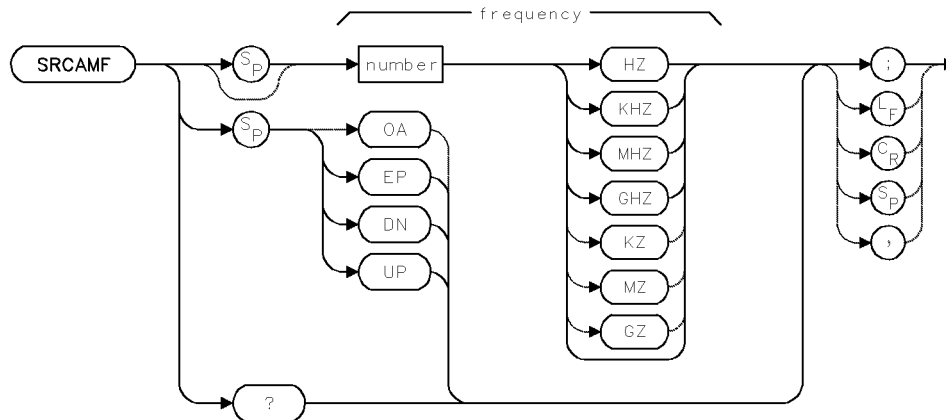 frequency
SRCAMF SP number HZ ;
KHZ LF
SP OA MHZ CR
EP GHZ SP
DN KZ ,
UP MZ
GZ
?